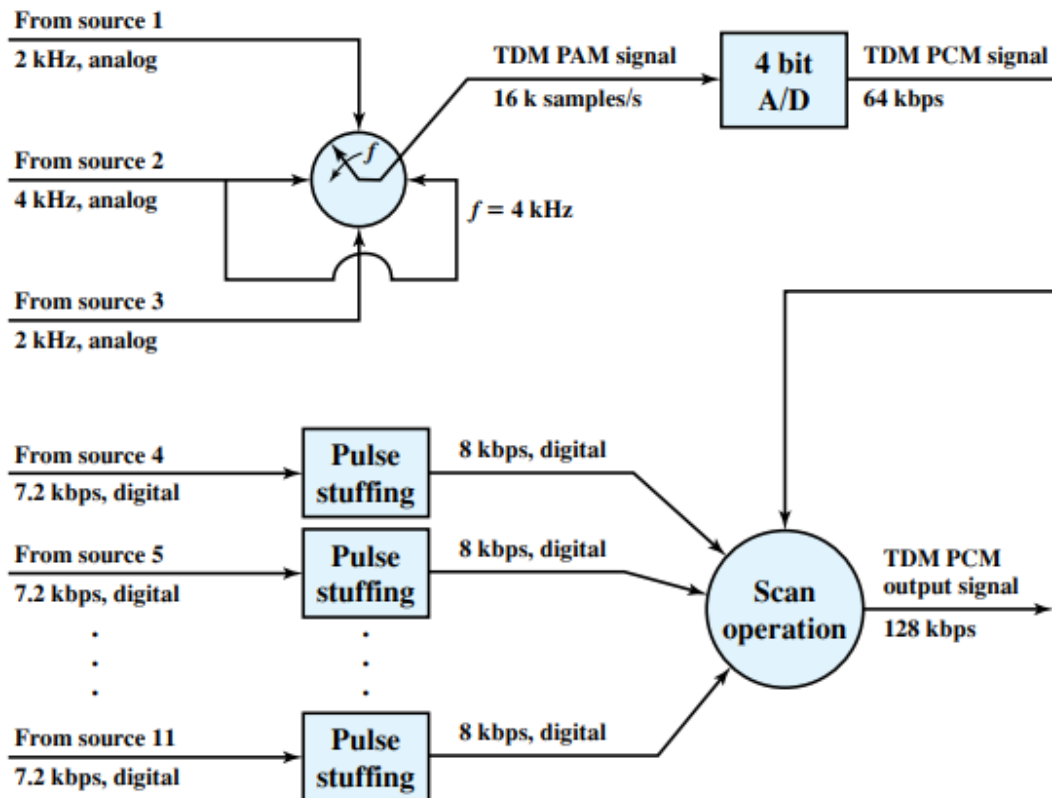 From source 1
2 kHz, analog
TDM PAM signal
16 k samples/s
4 bit
A/D
TDM PCM signal
64 kbps
From source 2
4 kHz, analog
f
f = 4 kHz
From source 3
2 kHz, analog
From source 4
7.2 kbps, digital
Pulse
stuffing
8 kbps, digital
From source 5
7.2 kbps, digital
Pulse
stuffing
8 kbps, digital
Scan
operation
TDM PCM
output signal
128 kbps
From source 11
7.2 kbps, digital
Pulse
stuffing
8 kbps, digital